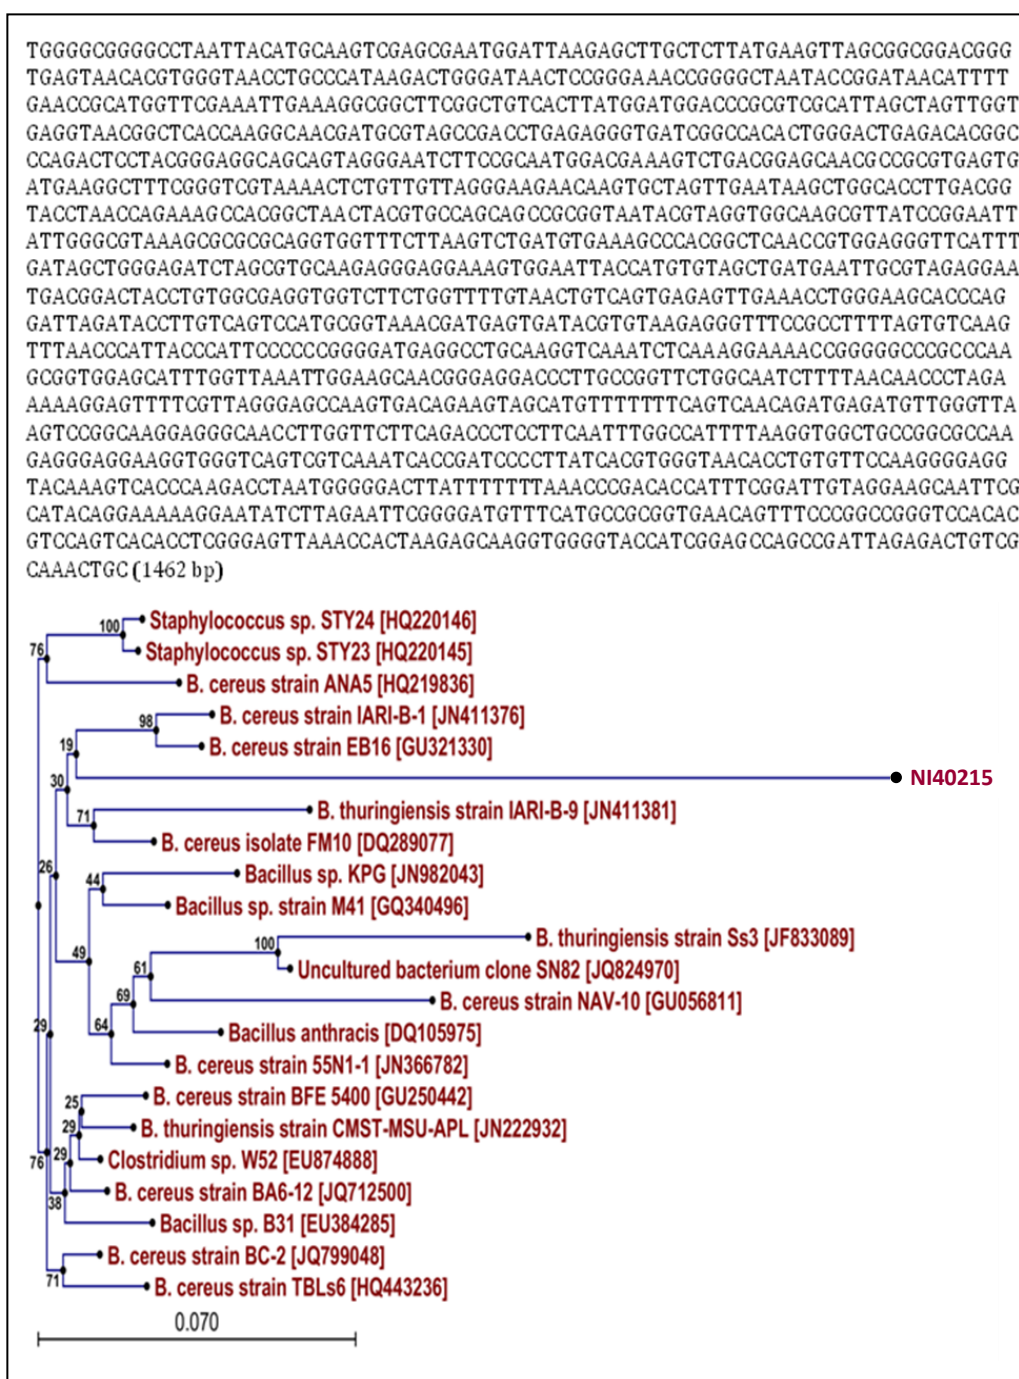 TGGGGCGGGGCCTAATTACATGCAAGTCGAGCGAATGGATTAAGAGCTTGCTCTTATGAAGTTAGCGGCGGACGGG
TGAGTAACACGTGGGTAACCTGCCCATAAGACTGGGATAACTCCGGGAAACCGGGGCTAATACCGGATAACATTTT
GAACCGCATGGTTCGAAATTGAAAGGCGGCTTCGGCTGTCACTTATGGATGGACCCGCGTCGCATTAGCTAGTTGGT
GAGGTAACGGCTCACCAAGGCAACGATGCGTAGCCGACCTGAGAGGGTGATCGGCCACACTGGGACTGAGACACGGC
CCAGACTCCTACGGGAGGCAGCAGTAGGGAATCTTCCGCAATGGACGAAAGTCTGACGGAGCAACGCCGCGTGAGTG
ATGAAGGCTTTCGGGTCGTAAAACTCTGTTGTTAGGGAAGAACAAGTGCTAGTTGAATAAGCTGGCACCTTGACGG
TACCTAACCAGAAAGCCACGGCTAACTACGTGCCAGCAGCCGCGGTAATACGTAGGTGGCAAGCGTTATCCGGAATT
ATTGGGCGTAAAGCGCGCGCAGGTGGTTTCTTAAGTCTGATGTGAAAGCCCACGGCTCAACCGTGGAGGGTTCATTT
GATAGCTGGGAGATCTAGCGTGCAAGAGGGAGGAAAGTGGAATTACCATGTGTAGCTGATGAATTGCGTAGAGGAA
TGACGGACTACCTGTGGCGAGGTGGTCTTCTGGTTTTGTAACTGTCAGTGAGAGTTGAAACCTGGGAAGCACCCAG
GATTAGATACCTTGTCAGTCCATGCGGTAAACGATGAGTGATACGTGTAAGAGGGTTTCCGCCTTTTAGTGTCAAG
TTTAACCCATTACCCATTCCCCCCGGGGATGAGGCCTGCAAGGTCAAATCTCAAAGGAAAACCGGGGGCCCGCCCAA
GCGGTGGAGCATTTGGTTAAATTGGAAGCAACGGGAGGACCCTTGCCGGTTCTGGCAATCTTTTAACAACCCTAGA
AAAAGGAGTTTTCGTTAGGGAGCCAAGTGACAGAAGTAGCATGTTTTTTTCAGTCAACAGATGAGATGTTGGGTTA
AGTCCGGCAAGGAGGGCAACCTTGGTTCTTCAGACCCTCCTTCAATTTGGCCATTTTAAGGTGGCTGCCGGCGCCAA
GAGGGAGGAAGGTGGGTCAGTCGTCAAATCACCGATCCCCTTATCACGTGGGTAACACCTGTGTTCCAAGGGGAGG
TACAAAGTCACCCAAGACCTAATGGGGGACTTATTTTTTTAAACCCGACACCATTTCGGATTGTAGGAAGCAATTCG
CATACAGGAAAAAGGAATATCTTAGAATTCGGGGATGTTTCATGCCGCGGTGAACAGTTTCCCGGCCGGGTCCACAC
GTCCAGTCACACCTCGGGAGTTAAACCACTAAGAGCAAGGTGGGGTACCATCGGAGCCAGCCGATTAGAGACTGTCG
CAAACTGC (1462 bp)
Staphylococcus sp. STY24 [HQ220146]
100
Staphylococcus sp. STY23 [HQ220145]
76
B. cereus strain ANA5 [HQ219836]
B. cereus strain IARI-B-1 [JN411376]
98
B. cereus strain EB16 [GU321330]
19
NI40215
30
B. thuringiensis strain IARI-B-9 [JN411381]
71
B. cereus isolate FM10 [DQ289077]
26
Bacillus sp. KPG [JN982043]
44
Bacillus sp. strain M41 [GQ340496]
B. thuringiensis strain Ss3 [JF833089]
100
49
Uncultured bacterium clone SN82 [JQ824970]
61
B. cereus strain NAV-10 [GU056811]
69
Bacillus anthracis [DQ105975]
29
64
B. cereus strain 55N1-1 [JN366782]
B. cereus strain BFE 5400 [GU250442]
25
B. thuringiensis strain CMST-MSU-APL [JN222932]
29
Clostridium sp. W52 [EU874888]
29
76
B. cereus strain BA6-12 [JQ712500]
38
Bacillus sp. B31 [EU384285]
B. cereus strain BC-2 [JQ799048]
71
B. cereus strain TBLs6 [HQ443236]
0.070